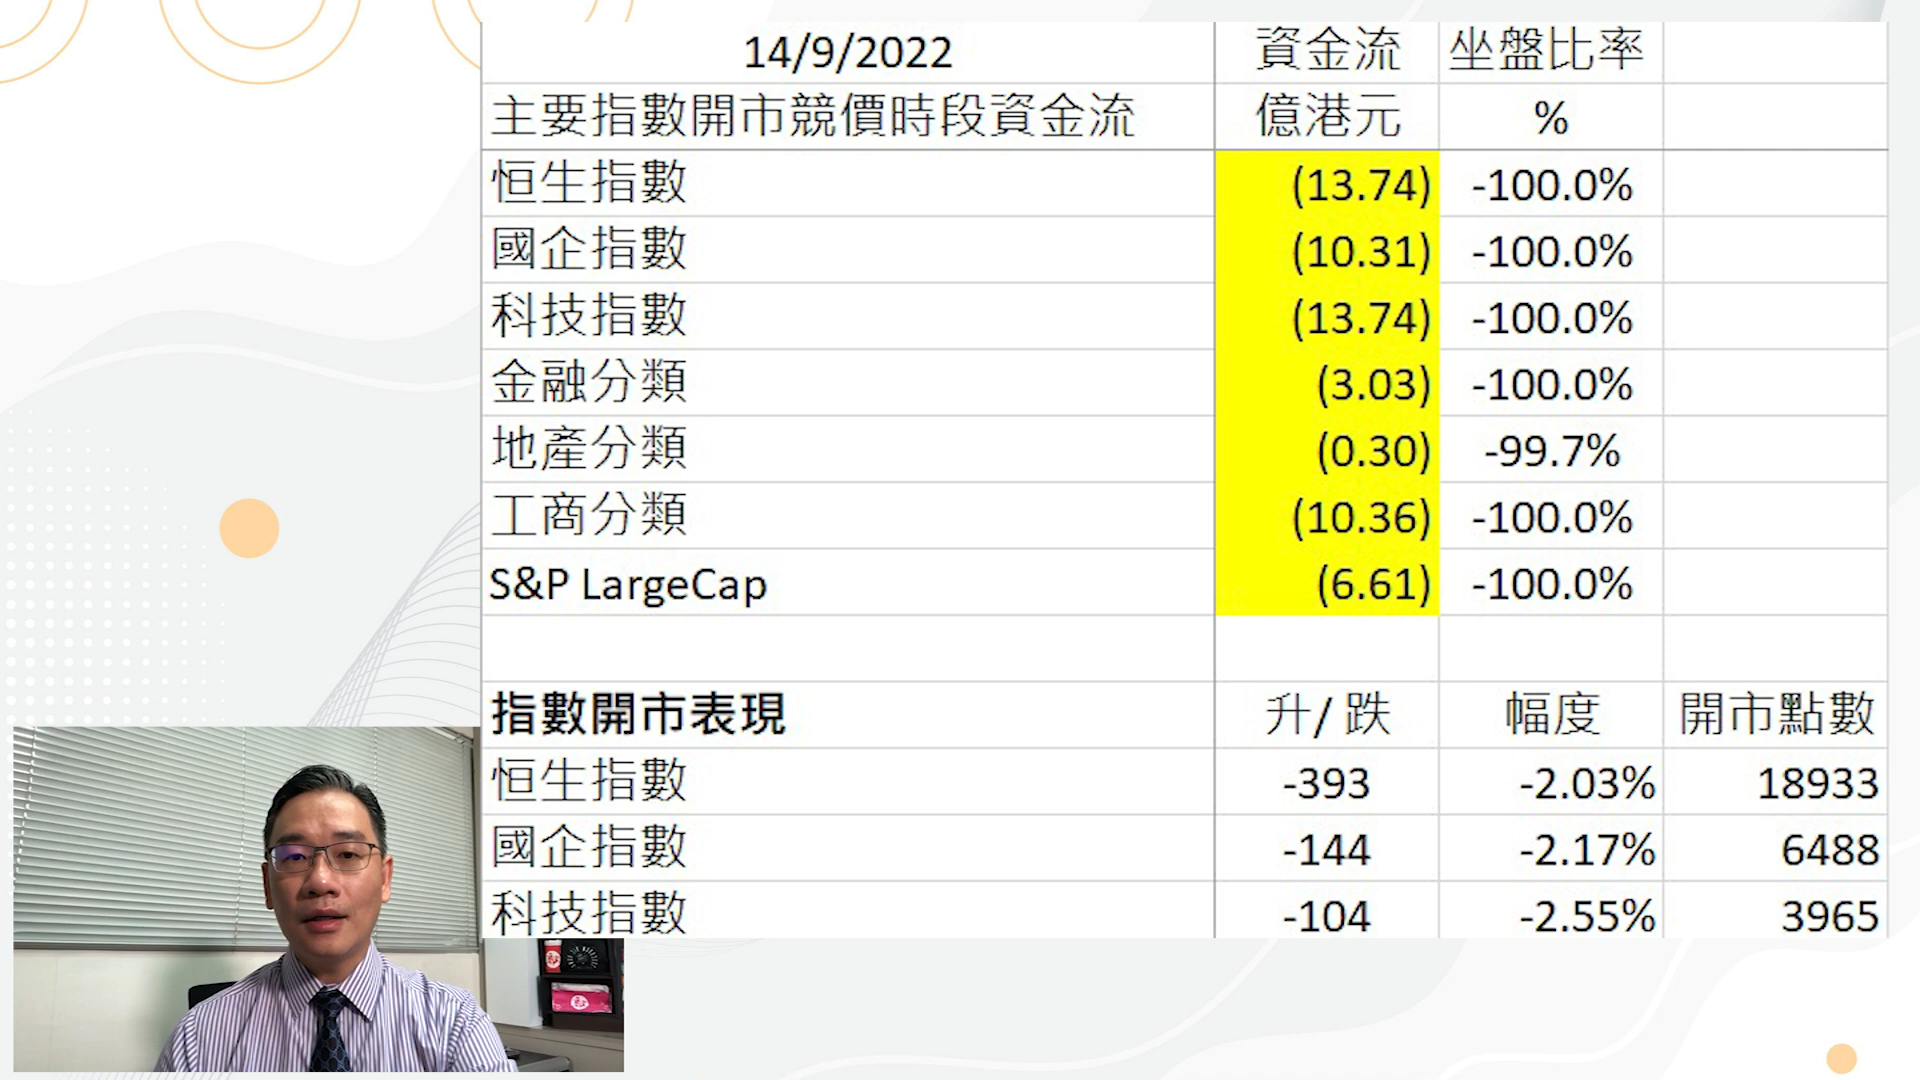 14/9/2022 資金流 坐盤比率
主要指數開市競價時段資金流 億港元 %
恒生指數 (13.74) -100.0%
國企指數 (10.31) -100.0%
科技指數 (13.74) -100.0%
金融分類 (3.03) -100.0%
地產分類 (0.30) -99.7%
工商分類 (10.36) -100.0%
S&P LargeCap (6.61) -100.0%
指數開市表現 升/ 跌 幅度 開市點數
恒生指數 -393 -2.03% 18933
國企指數 -144 -2.17% 6488
科技指數 -104 -2.55% 3965